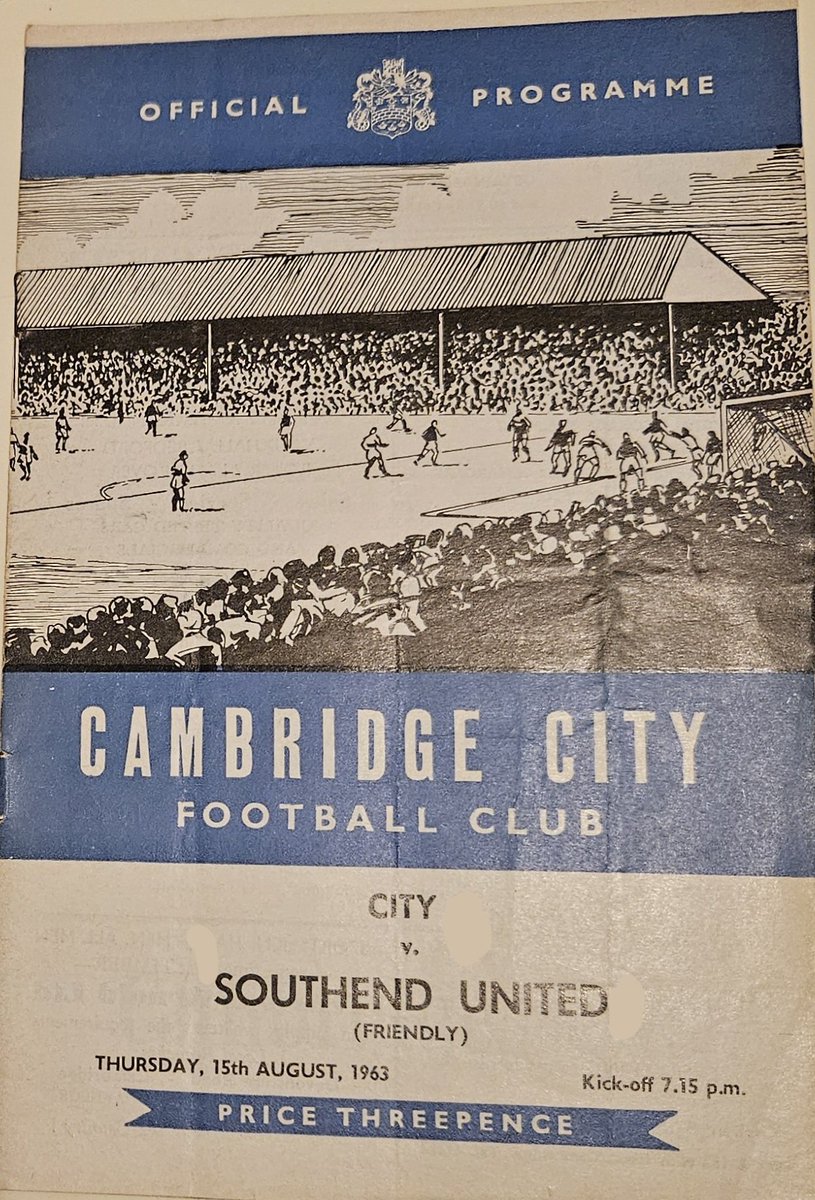 OFFICIAL PROGRAMME
CAMBRIDGE CITY
FOOTBALL CLUB
CITY
v.
SOUTHEND UNITED
(FRIENDLY)
THURSDAY, 15th AUGUST, 1963 Kick-off 7.15 p.m.
PRICE THREEPENCE